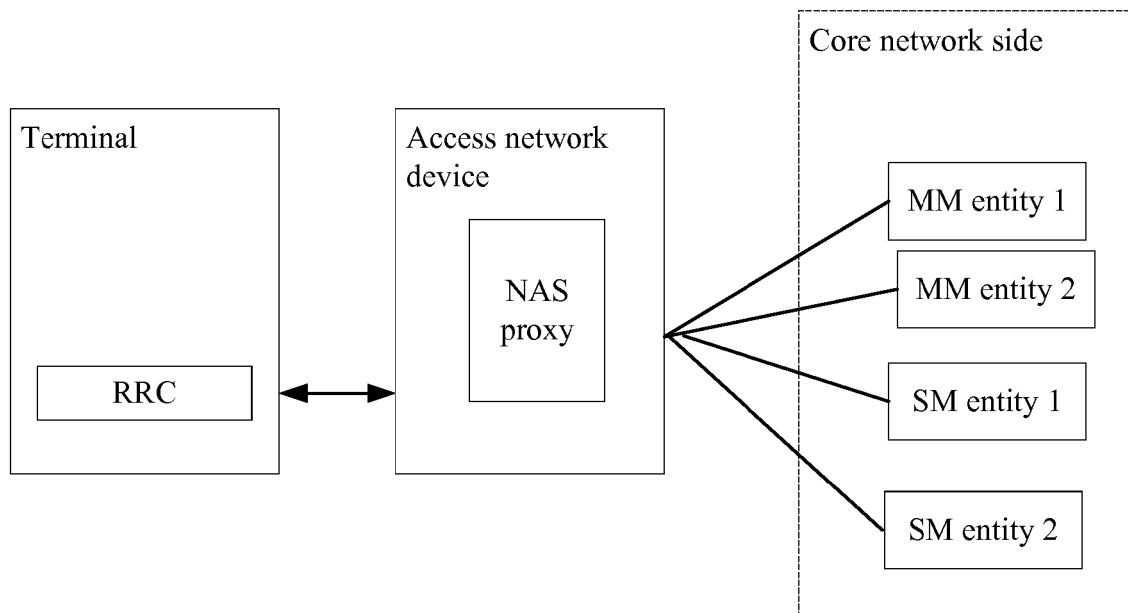 Terminal
RRC
Access network
device
NAS
proxy
Core network side
MM entity 1
MM entity 2
SM entity 1
SM entity 2